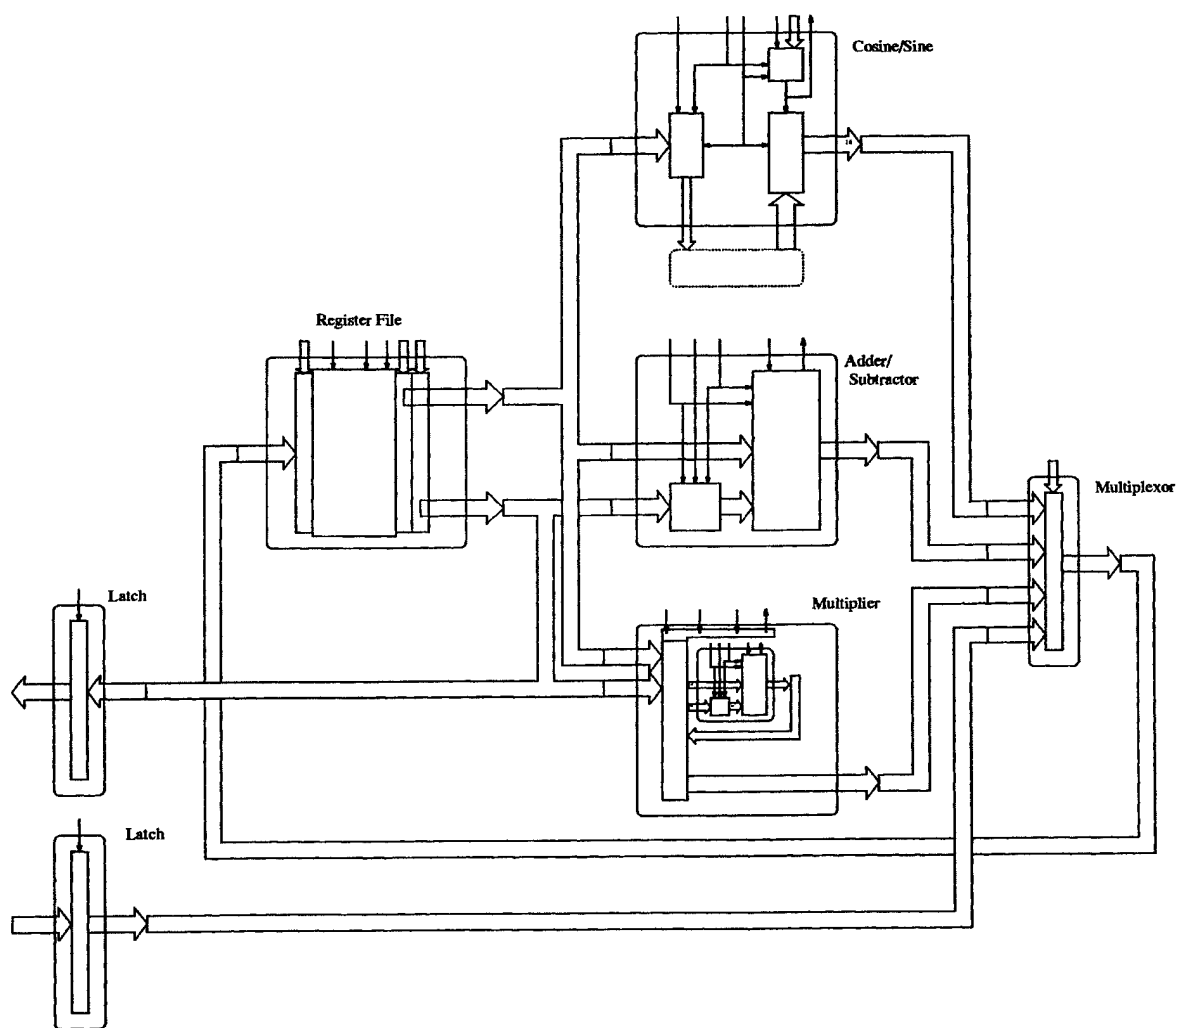 Cosine/Sine
Register File
Adder/
Subtractor
Multiplexor
Latch
Multiplier
Latch